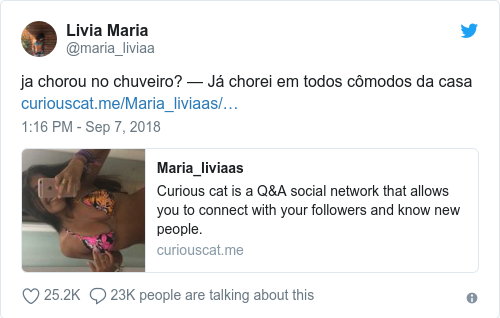 Livia Maria
@maria_liviaa
ja chorou no chuveiro? — Já chorei em todos cômodos da casa
curiouscat.me/Maria_liviaas/…
1:16 PM - Sep 7, 2018
Maria_liviaas
Curious cat is a Q&A social network that allows
you to connect with your followers and know new
people.
curiouscat.me
25.2K 23K people are talking about this